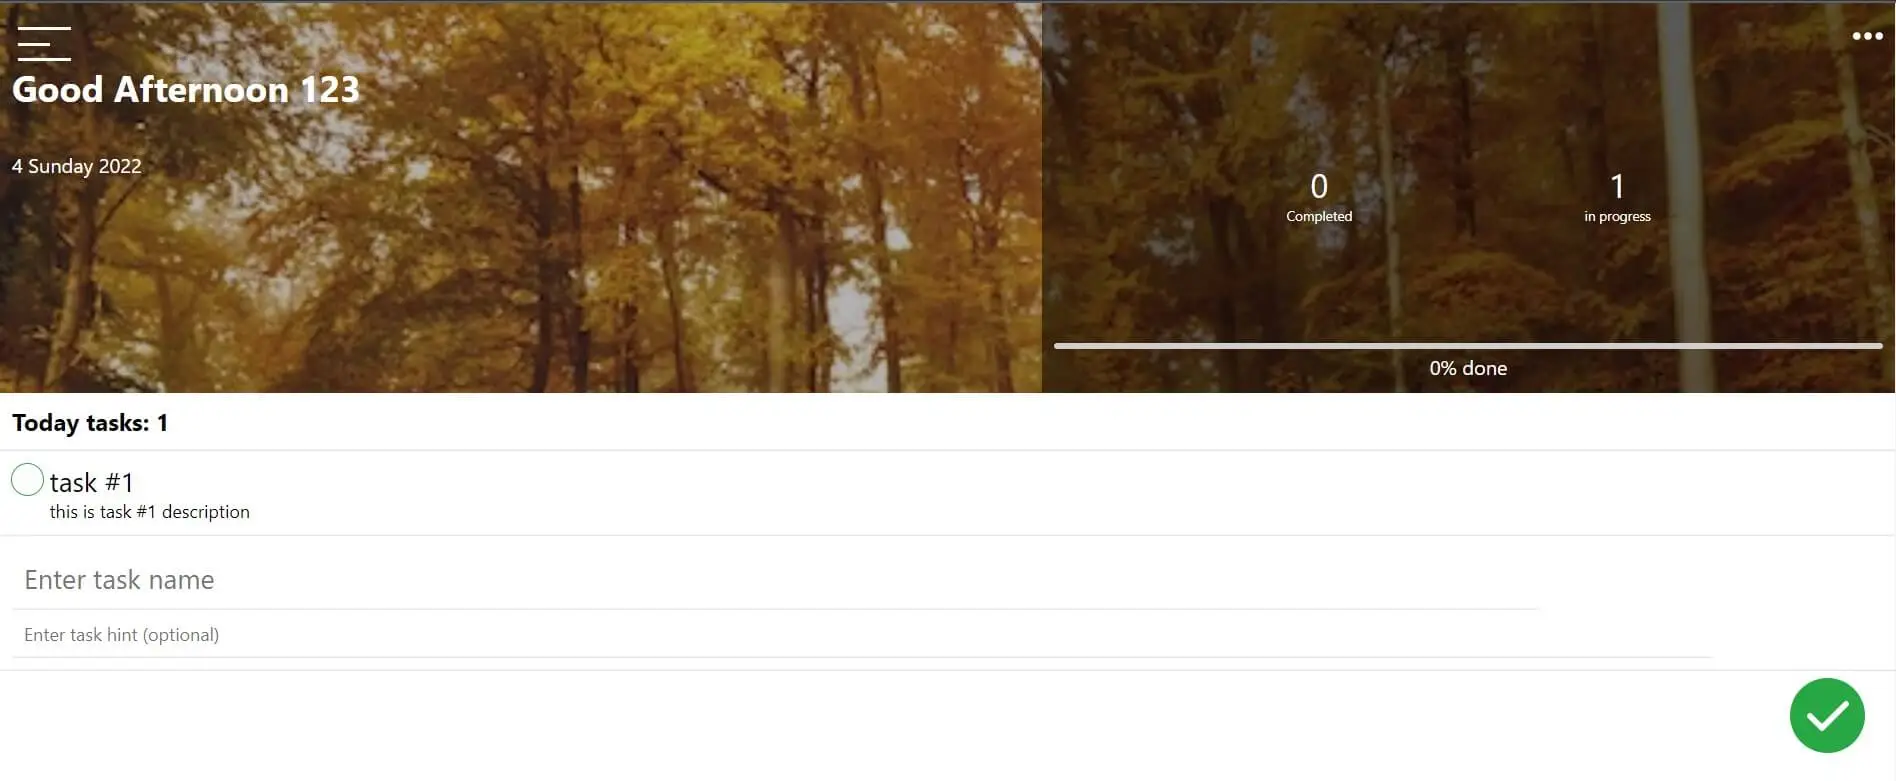 Good Afternoon 123
4 Sunday 2022
0
Completed
1
in progress
0% done
Today tasks: 1
task #1
this is task #1 description
Enter task name
Enter task hint (optional)